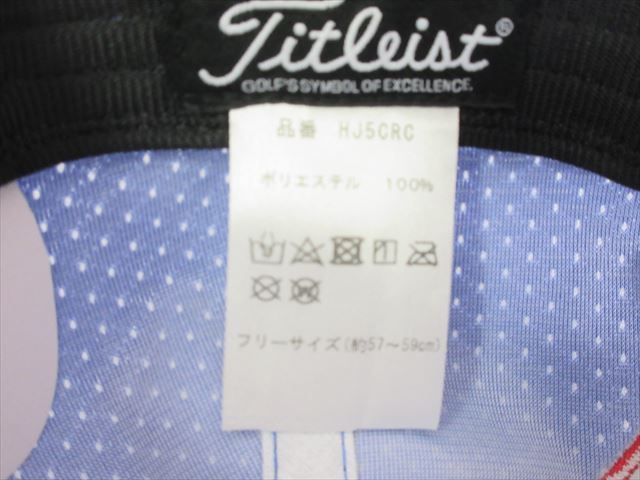 Titleist®
GOLF'S SYMBOL OF EXCELLENCE.
品番 HJ5CRC
ポリエステル 100%
フリーサイズ(約57～59cm)